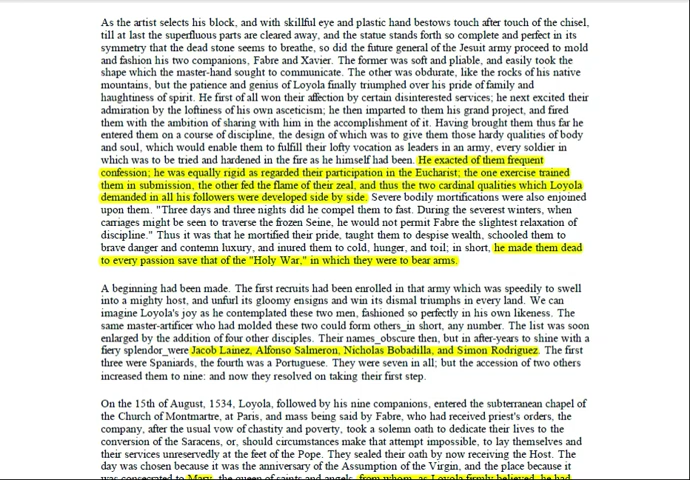 As the artist selects his block, and with skillful eye and plastic hand bestows touch after touch of the chisel,
till at last the superfluous parts are cleared away, and the statue stands forth so complete and perfect in its
symmetry that the dead stone seems to breathe, so did the future general of the Jesuit army proceed to mold
and fashion his two companions, Fabre and Xavier. The former was soft and pliable, and easily took the
shape which the master-hand sought to communicate. The other was obdurate, like the rocks of his native
mountains, but the patience and genius of Loyola finally triumphed over his pride of family and
haughtiness of spirit. He first of all won their affection by certain disinterested services; he next excited their
admiration by the loftiness of his own asceticism; he then imparted to them his grand project, and fired
them with the ambition of sharing with him in the accomplishment of it. Having brought them thus far he
entered them on a course of discipline, the design of which was to give them those hardy qualities of body
and soul, which would enable them to fulfill their lofty vocation as leaders in an army, every soldier in
which was to be tried and hardened in the fire as he himself had been. He exacted of them frequent
confession; he was equally rigid as regarded their participation in the Eucharist; the one exercise trained
them in submission, the other fed the flame of their zeal, and thus the two cardinal qualities which Loyola
demanded in all his followers were developed side by side. Severe bodily mortifications were also enjoined
upon them. "Three days and three nights did he compel them to fast. During the severest winters, when
carriages might be seen to traverse the frozen Seine, he would not permit Fabre the slightest relaxation of
discipline." Thus it was that he mortified their pride, taught them to despise wealth, schooled them to
brave danger and contemn luxury, and inured them to cold, hunger, and toil; in short, he made them dead
to every passion save that of the "Holy War," in which they were to bear arms.
A beginning had been made. The first recruits had been enrolled in that army which was speedily to swell
into a mighty host, and unfurl its gloomy ensigns and win its dismal triumphs in every land. We can
imagine Loyola's joy as he contemplated these two men, fashioned so perfectly in his own likeness. The
same master-artificer who had molded these two could form others_in short, any number. The list was soon
enlarged by the addition of four other disciples. Their names_obscure then, but in after-years to shine with a
fiery splendor_were Jacob Lainez, Alfonso Salmeron, Nicholas Bobadilla, and Simon Rodriguez. The first
three were Spaniards, the fourth was a Portuguese. They were seven in all; but the accession of two others
increased them to nine: and now they resolved on taking their first step.
On the 15th of August, 1534, Loyola, followed by his nine companions, entered the subterranean chapel of
the Church of Montmartre, at Paris, and mass being said by Fabre, who had received priest's orders, the
company, after the usual vow of chastity and poverty, took a solemn oath to dedicate their lives to the
conversion of the Saracens, or, should circumstances make that attempt impossible, to lay themselves and
their services unreservedly at the feet of the Pope. They sealed their oath by now receiving the Host. The
day was chosen because it was the anniversary of the Assumption of the Virgin, and the place because it
was consecrated to Mary, the queen of saints and angels, from whom, as Loyola firmly believed, he had